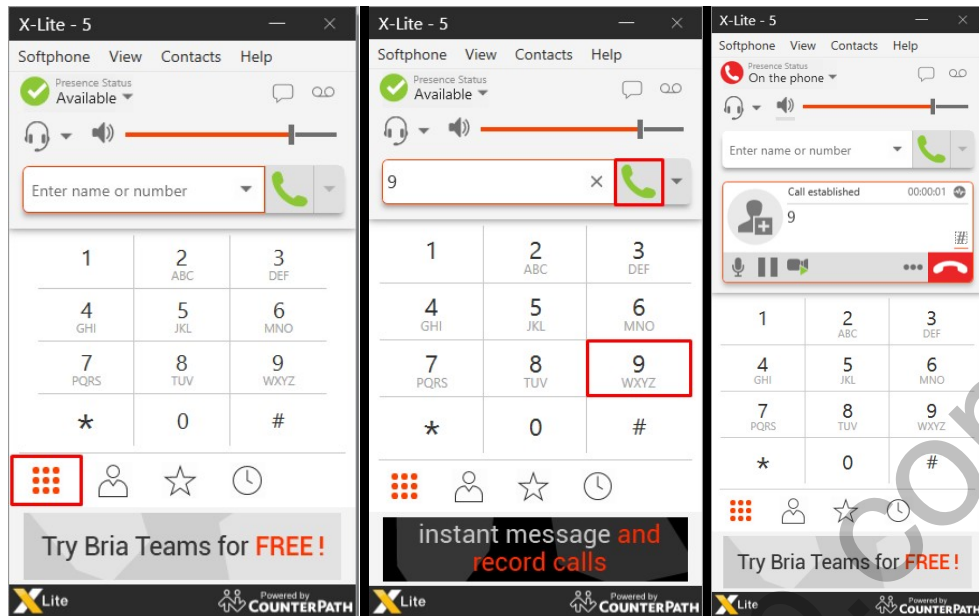 X-Lite - 5
Softphone View Contacts Help
Presence Status
Available
Enter name or number
1 2 3
ABC DEF
4 5 6
GHI JKL MNO
7 8 9
PQRS TUV WXYZ
* 0 #
Try Bria Teams for FREE !
X Lite
Powered by
COUNTERPATH
X-Lite - 5
Softphone View Contacts Help
Presence Status
Available
9
1 2 3
ABC DEF
4 5 6
GHI JKL MNO
7 8 9
PQRS TUV WXYZ
* 0 #
instant message and
record calls
X Lite
Powered by
COUNTERPATH
X-Lite - 5
Softphone View Contacts Help
Presence Status
On the phone
Enter name or number
Call established 00:00:01
9
#
1 2 3
ABC DEF
4 5 6
GHI JKL MNO
7 8 9
PQRS TUV WXYZ
* 0 #
Try Bria Teams for FREE !
X Lite
Powered by
COUNTERPATH